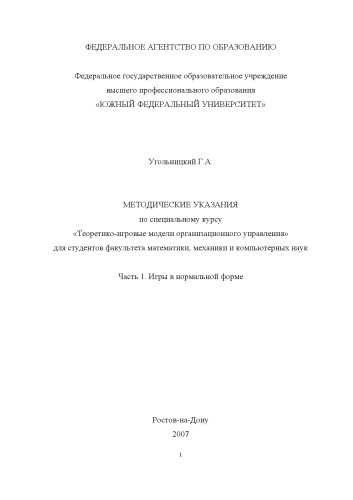 ФЕДЕРАЛЬНОЕ АГЕНТСТВО ПО ОБРАЗОВАНИЮ
Федеральное государственное образовательное учреждение
высшего профессионального образования
«ЮЖНЫЙ ФЕДЕРАЛЬНЫЙ УНИВЕРСИТЕТ»
Угольницкий Г.А.
МЕТОДИЧЕСКИЕ УКАЗАНИЯ
по специальному курсу
«Теоретико-игровые модели организационного управления»
для студентов факультета математики, механики и компьютерных наук
Часть 1. Игры в нормальной форме
Ростов-на-Дону
2007
1